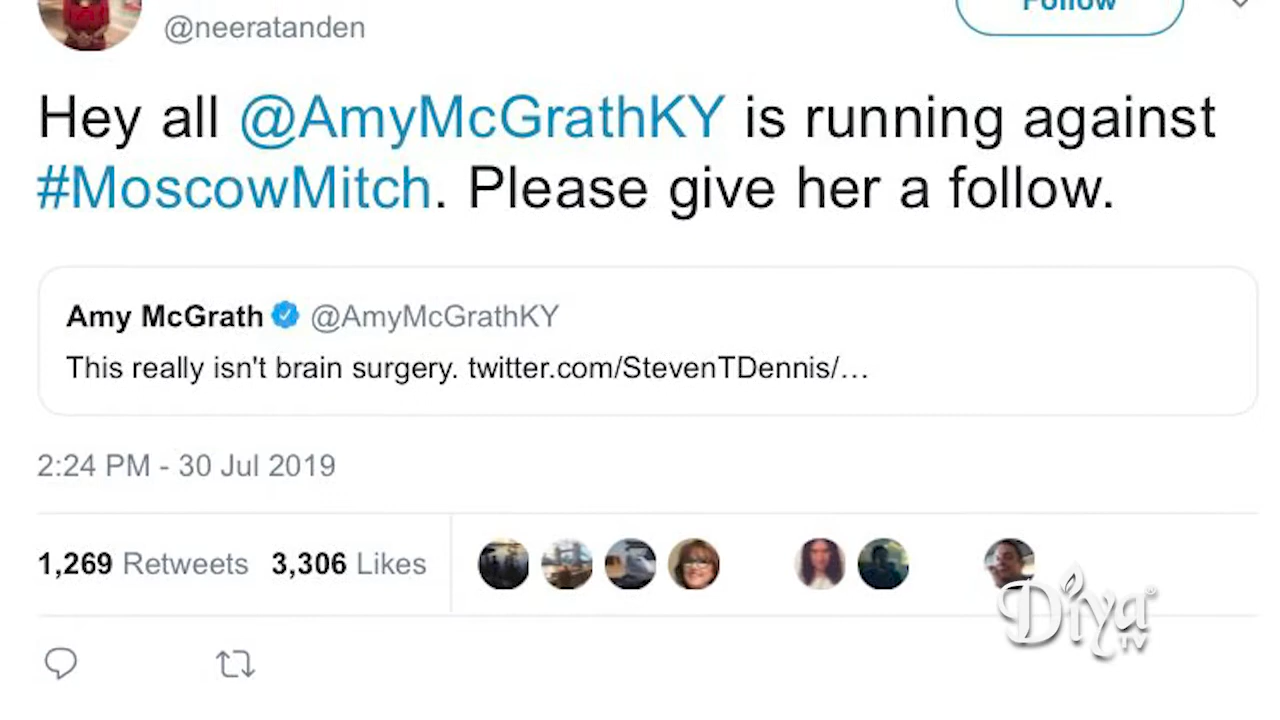 Follow
@neeratanden
Hey all @AmyMcGrathKY is running against
#MoscowMitch. Please give her a follow.
Amy McGrath @AmyMcGrathKY
This really isn't brain surgery. twitter.com/StevenTDennis/…
2:24 PM - 30 Jul 2019
1,269 Retweets 3,306 Likes
Diya®
TV